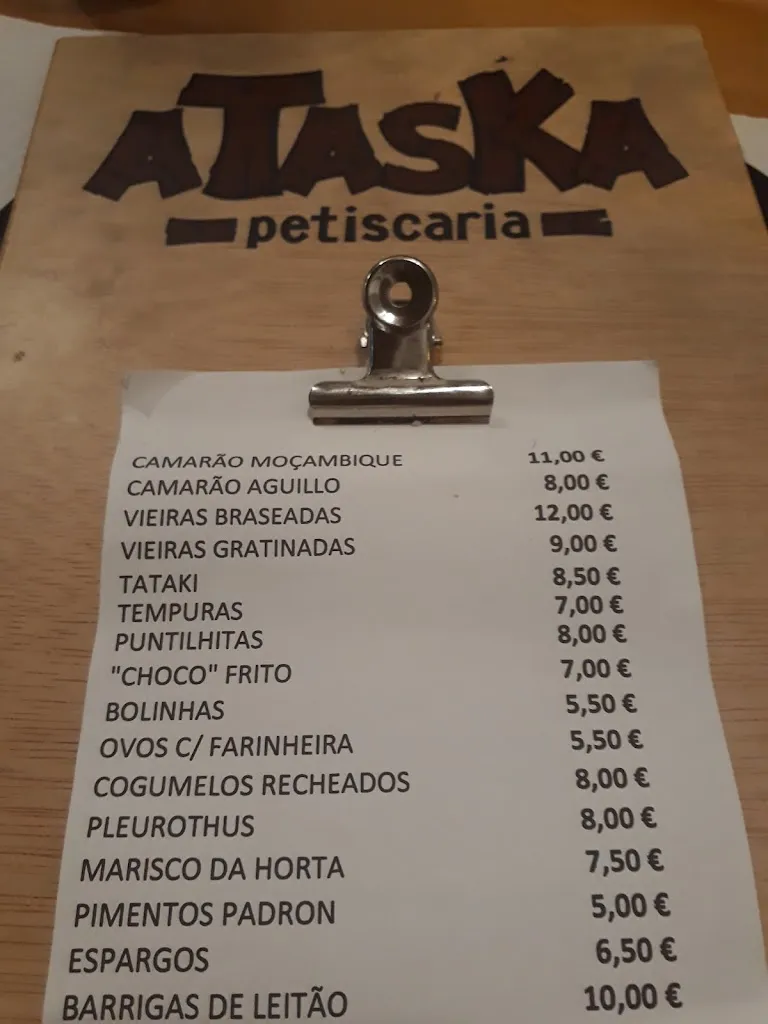 ATASKA
petiscaria
CAMARÃO MOÇAMBIQUE 11,00 €
CAMARÃO AGUILLO 8,00 €
VIEIRAS BRASEADAS 12,00 €
VIEIRAS GRATINADAS 9,00 €
TATAKI 8,50 €
TEMPURAS 7,00 €
PUNTILHITAS 8,00 €
"CHOCO" FRITO 7,00 €
BOLINHAS 5,50 €
OVOS C/ FARINHEIRA 5,50 €
COGUMELOS RECHEADOS 8,00 €
PLEUROTHUS 8,00 €
MARISCO DA HORTA 7,50 €
PIMENTOS PADRON 5,00 €
ESPARGOS 6,50 €
BARRIGAS DE LEITÃO 10,00 €